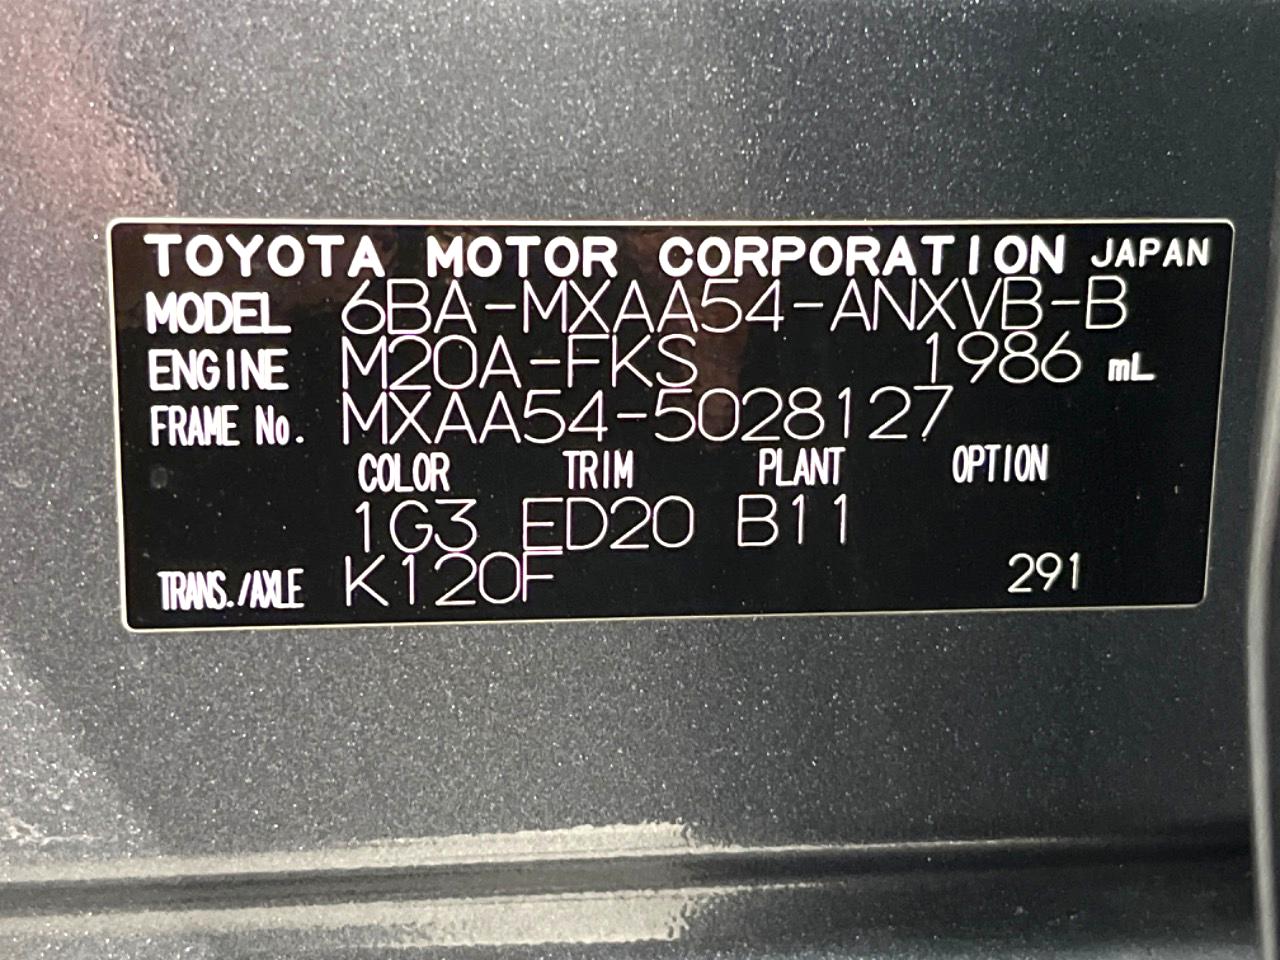 TOYOTA MOTOR CORPORATION JAPAN
MODEL 6BA-MXAA54-ANXVB-B
ENGINE M20A-FKS 1986 mL
FRAME No. MXAA54-5028127
COLOR TRIM PLANT OPTION
1G3 ED20 B11
TRANS./AXLE K120F 291